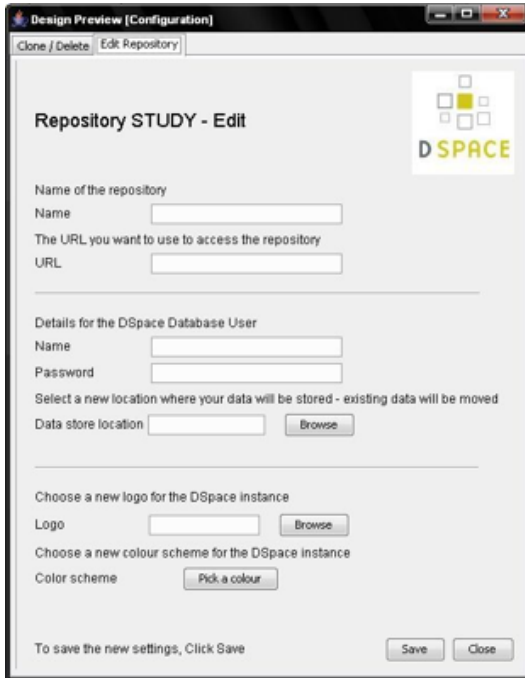 Design Preview [Configuration]
Clone / Delete Edit Repository
Repository STUDY - Edit
DSPACE
Name of the repository
Name
The URL you want to use to access the repository
URL
Details for the DSpace Database User
Name
Password
Select a new location where your data will be stored - existing data will be moved
Data store location Browse
Choose a new logo for the DSpace instance
Logo Browse
Choose a new colour scheme for the DSpace instance
Color scheme Pick a colour
To save the new settings, Click Save Save Close